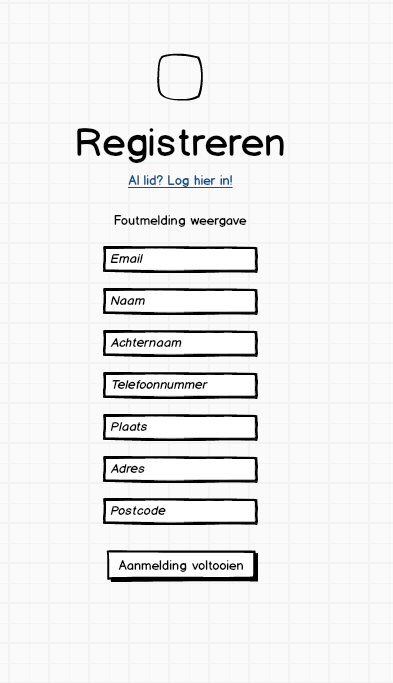 Registreren
Al lid? Log hier in!
Foutmelding weergave
Email
Naam
Achternaam
Telefoonnummer
Plaats
Adres
Postcode
Aanmelding voltooien